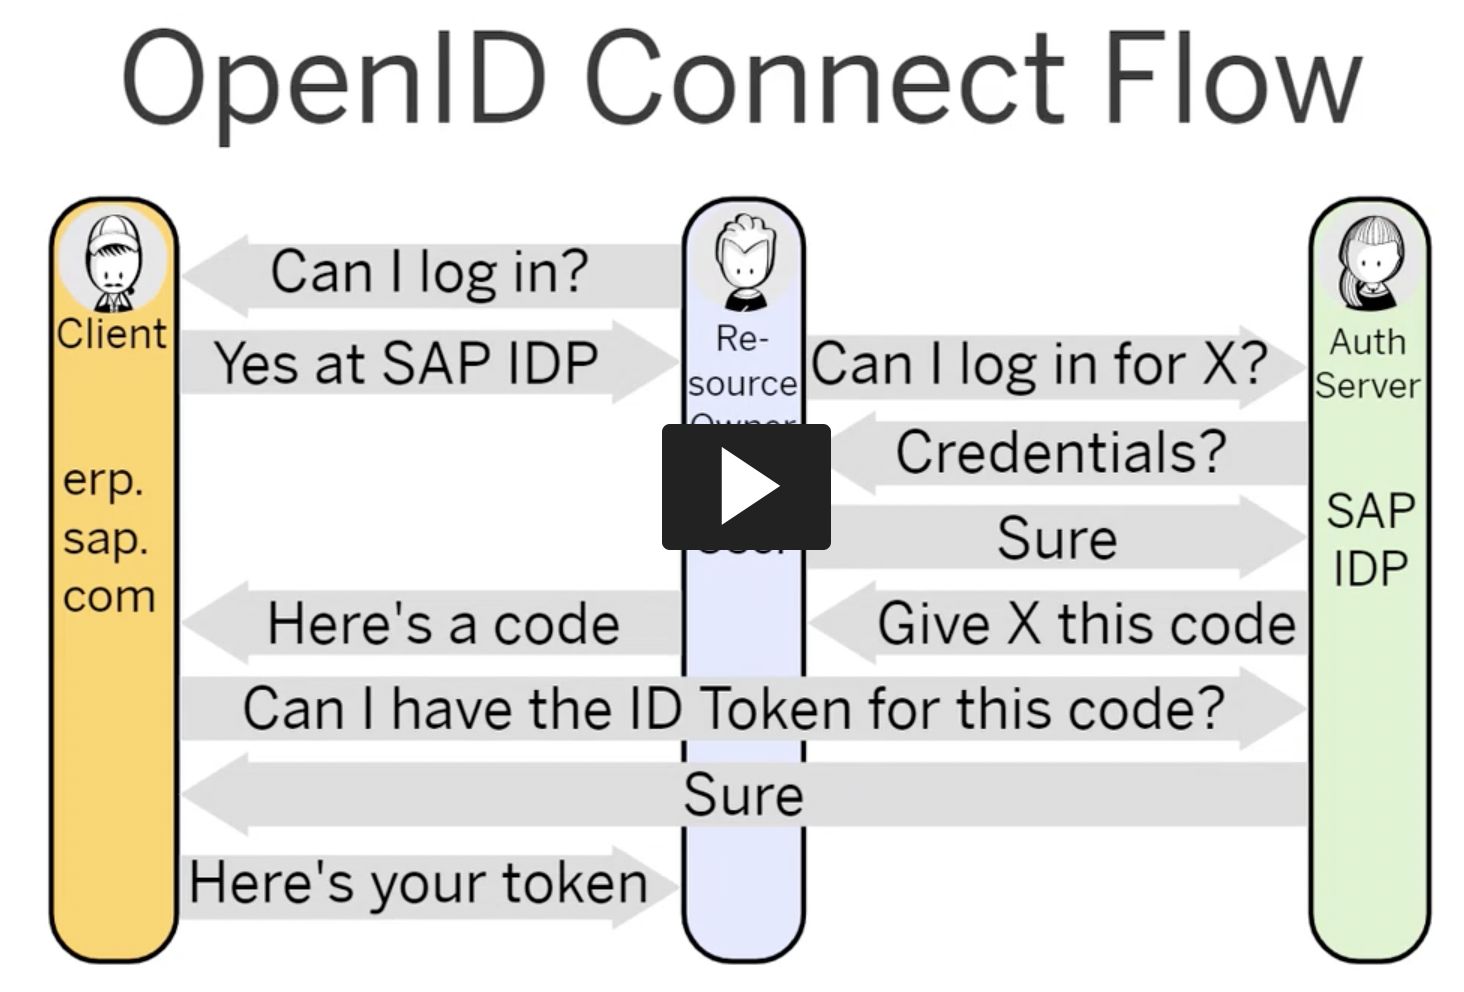 OpenID Connect Flow
Can I log in?
Client
Yes at SAP IDP
Re-
source
Owner
Can I log in for X?
Auth
Server
Credentials?
erp.
sap.
com
Sure
SAP
IDP
Here's a code
Give X this code
Can I have the ID Token for this code?
Sure
Here's your token